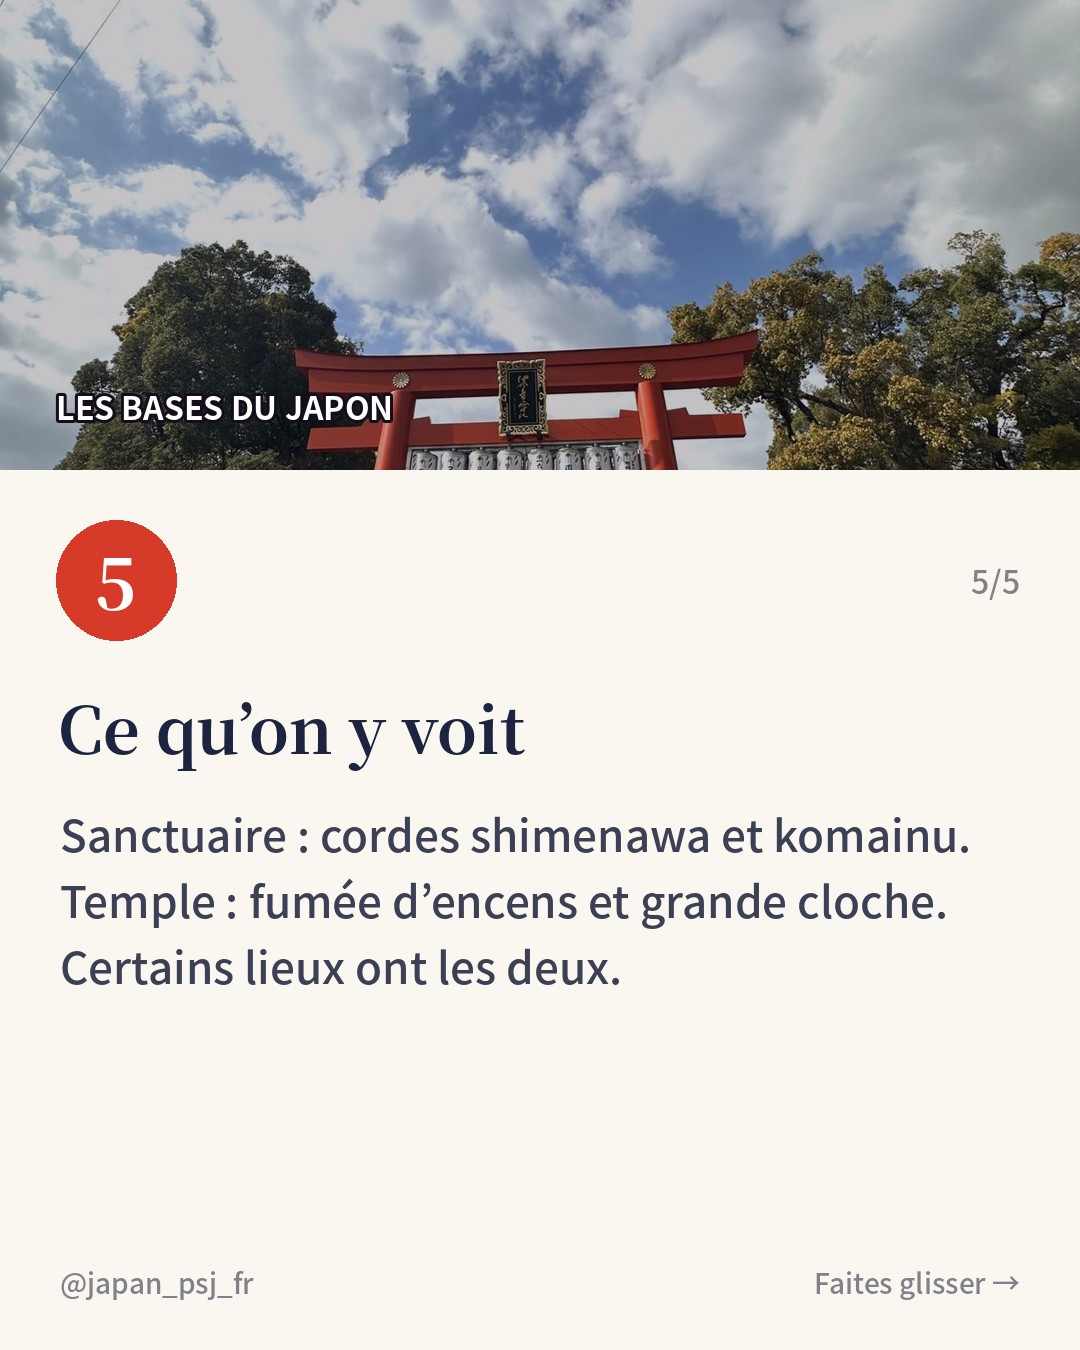 LES BASES DU JAPON
5
5/5
Ce qu’on y voit
Sanctuaire : cordes shimenawa et komainu.
Temple : fumée d’encens et grande cloche.
Certains lieux ont les deux.
@japan_psj_fr
Faites glisser →